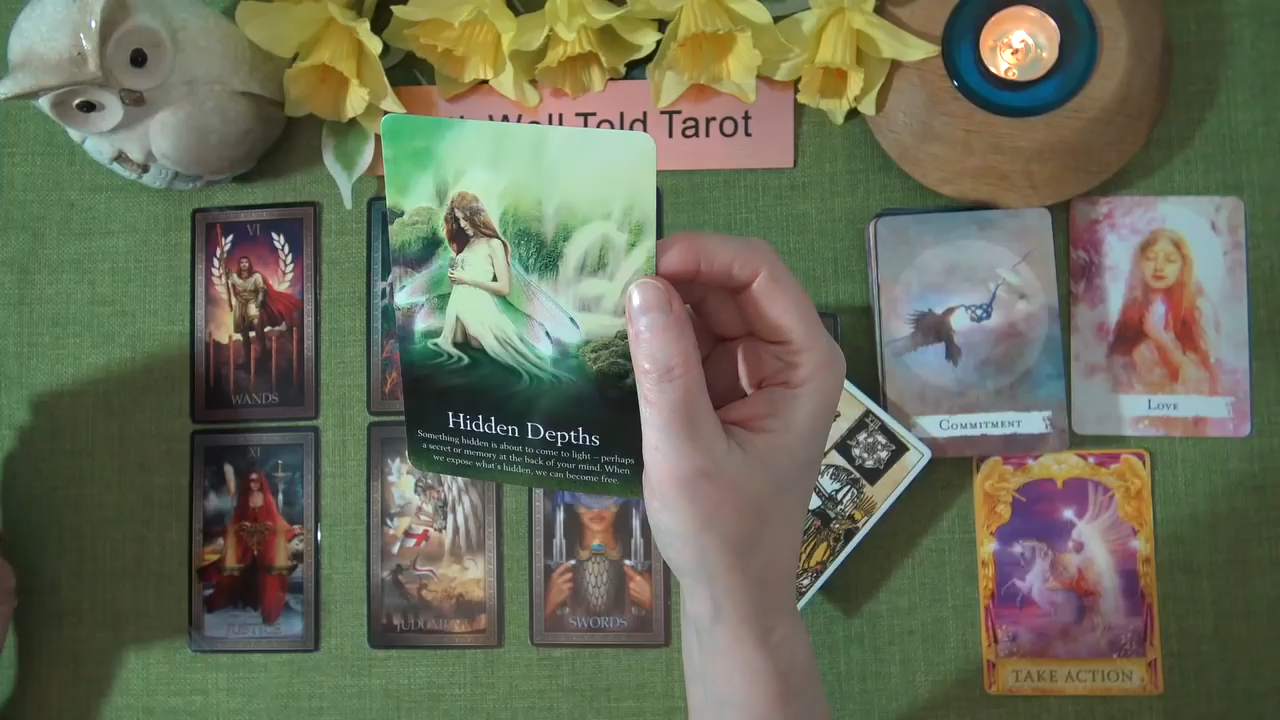 Well Told Tarot
VI
WANDS
Hidden Depths
Something hidden is about to come to light – perhaps
a secret or memory at the back of your mind. When
we expose what's hidden, we can become free.
COMMITMENT
LOVE
XI
JUSTICE
JUDGMENT
SWORDS
TAKE ACTION